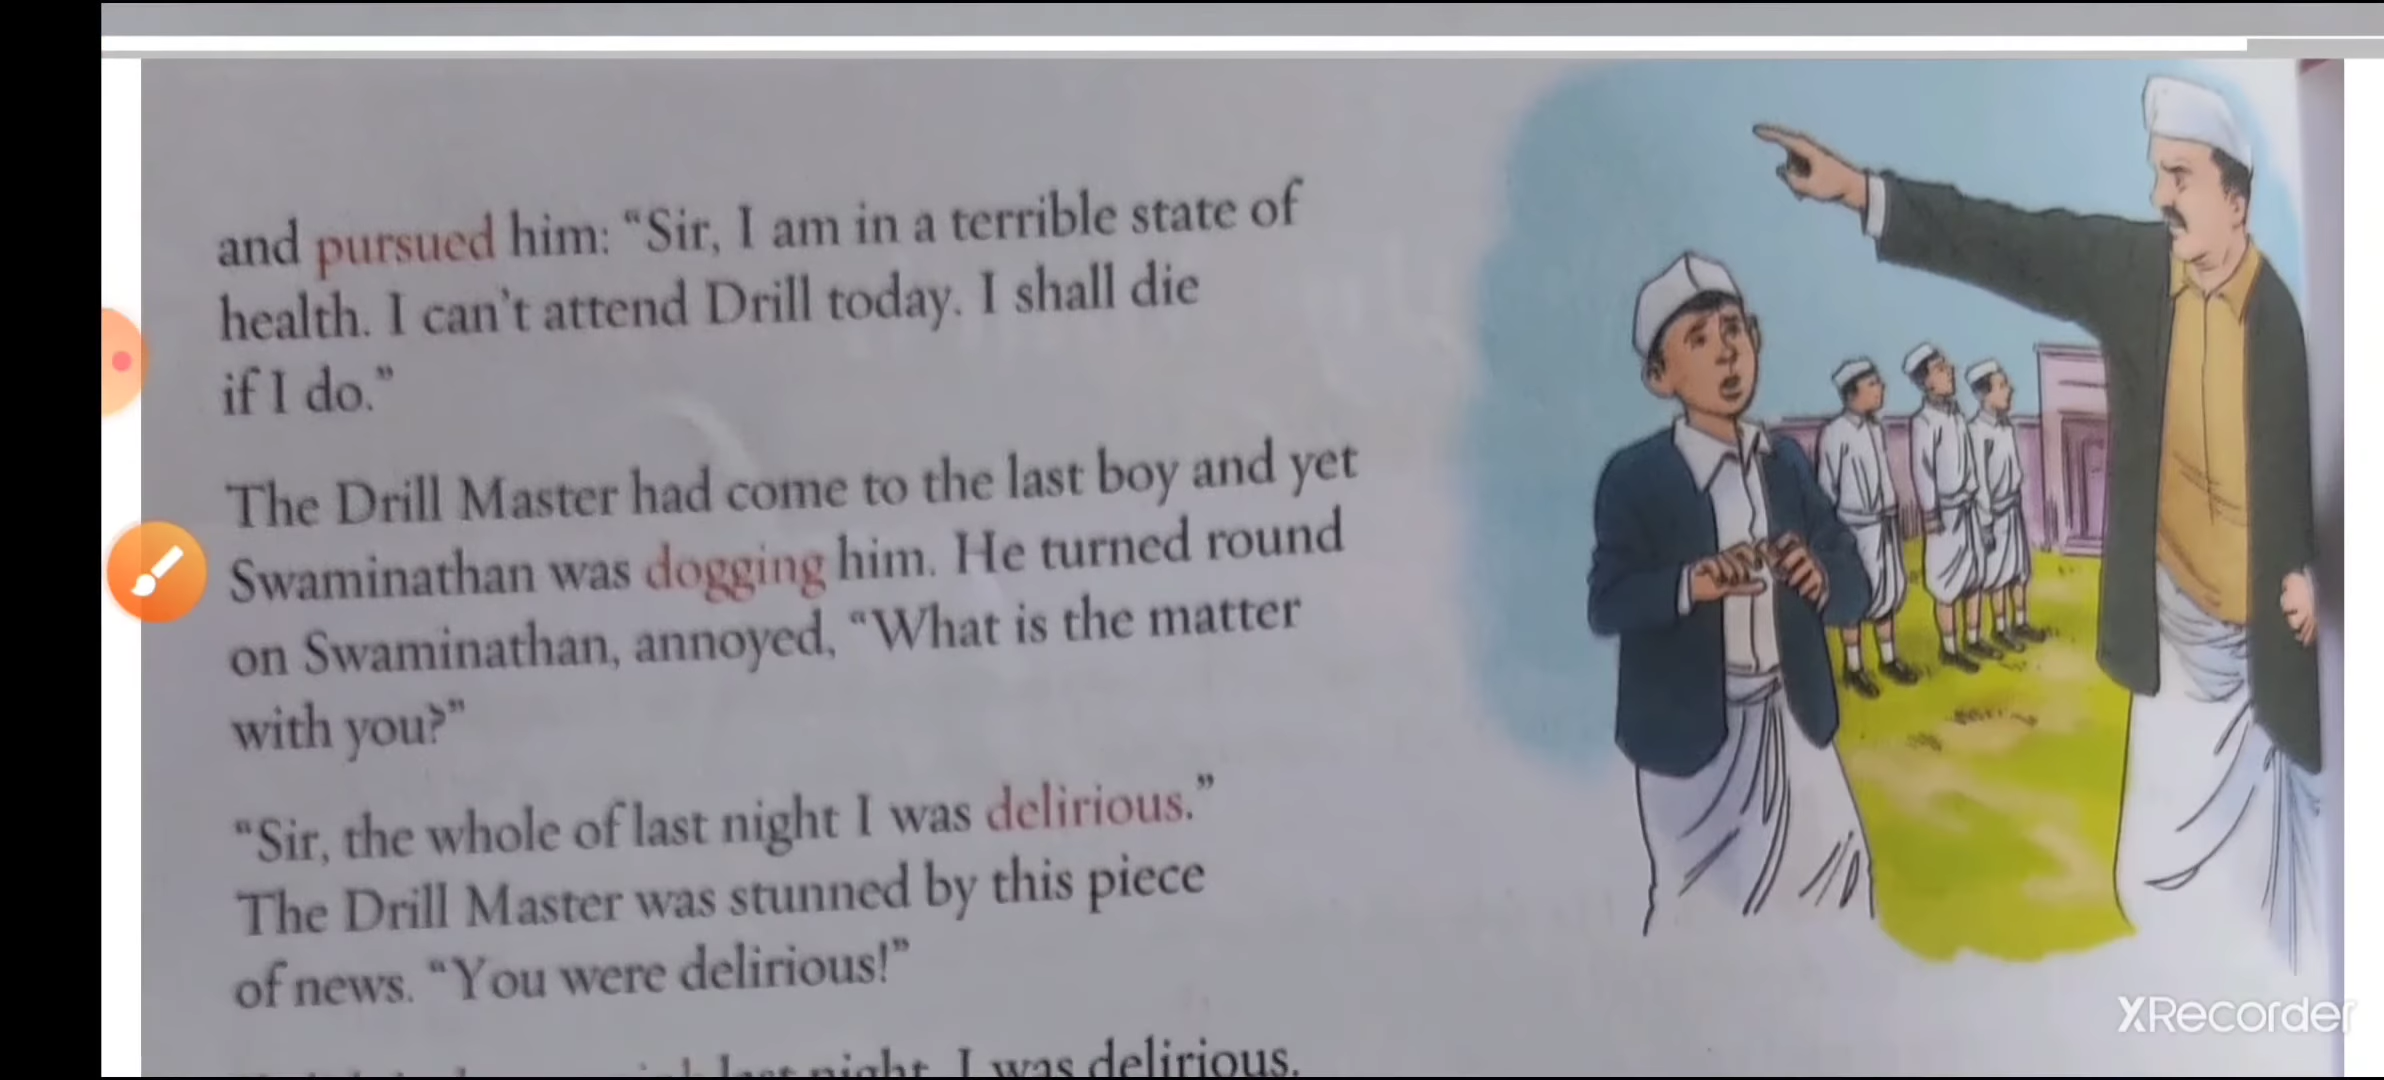 and pursued him: “Sir, I am in a terrible state of
health. I can’t attend Drill today. I shall die
if I do.”
The Drill Master had come to the last boy and yet
Swaminathan was dogging him. He turned round
on Swaminathan, annoyed, “What is the matter
with you?”
“Sir, the whole of last night I was delirious.”
The Drill Master was stunned by this piece
of news. “You were delirious!”
last night. I was delirious.
XRecorder